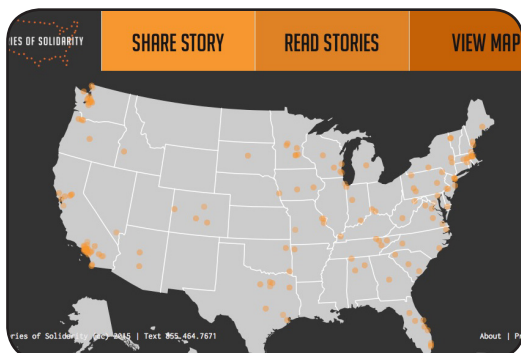 IES OF SOLIDARITY
SHARE STORY
READ STORIES
VIEW MAP
ries of Solidarity (c) 2015 | Text 855.464.7671
About | P